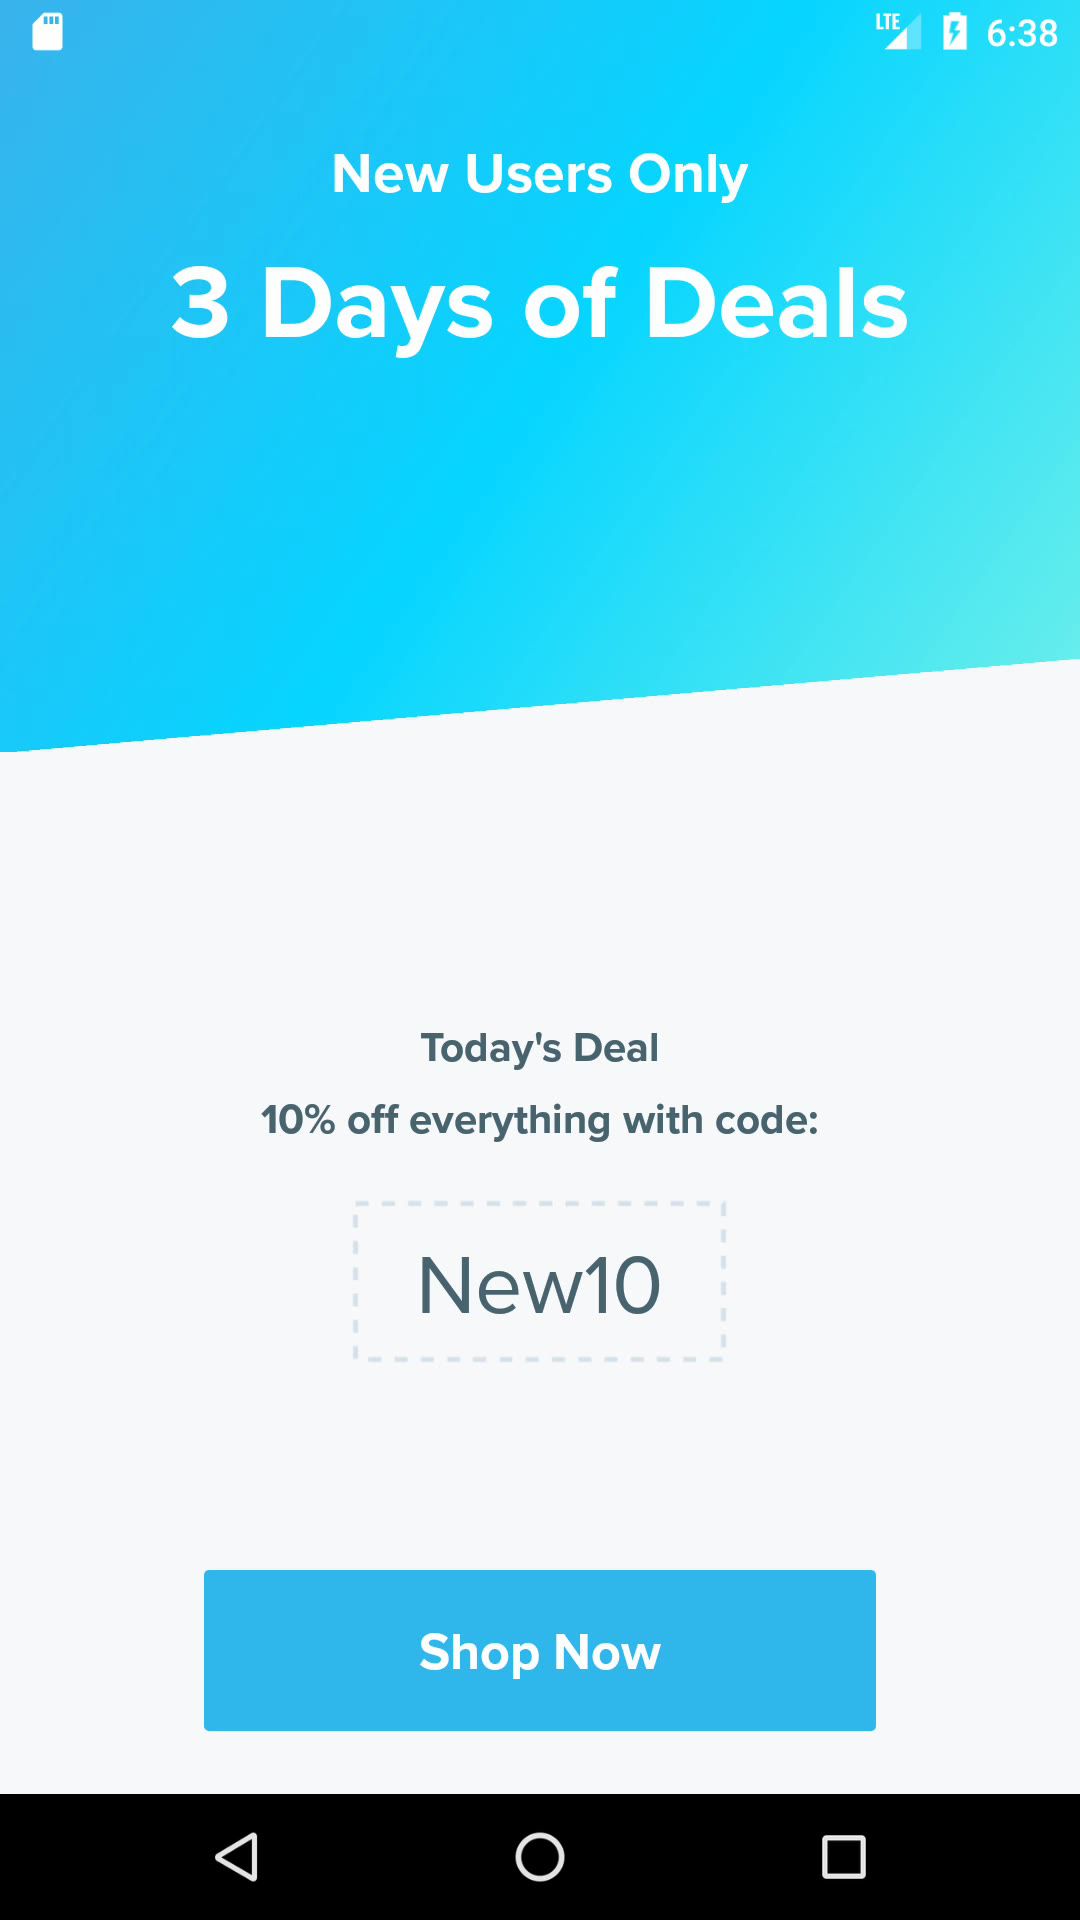 LTE 6:38
New Users Only
3 Days of Deals
Today's Deal
10% off everything with code:
New10
Shop Now